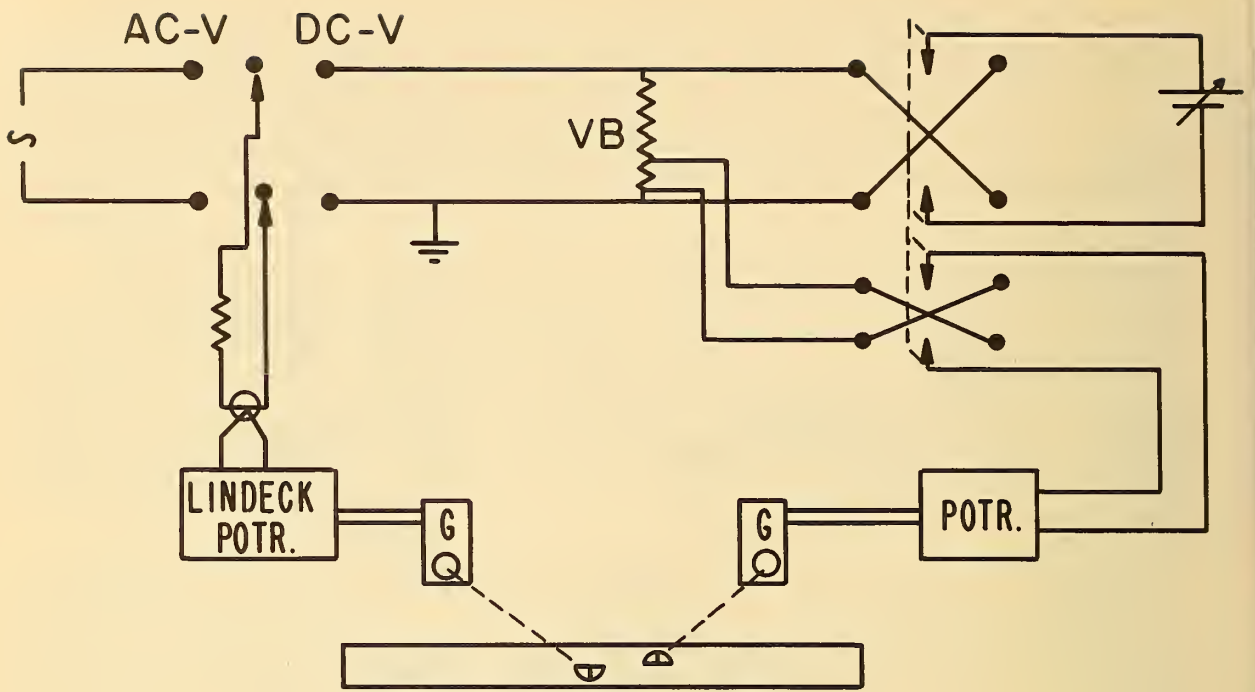 AC-V DC-V
VB
LINDECK
POTR.
G
G
POTR.